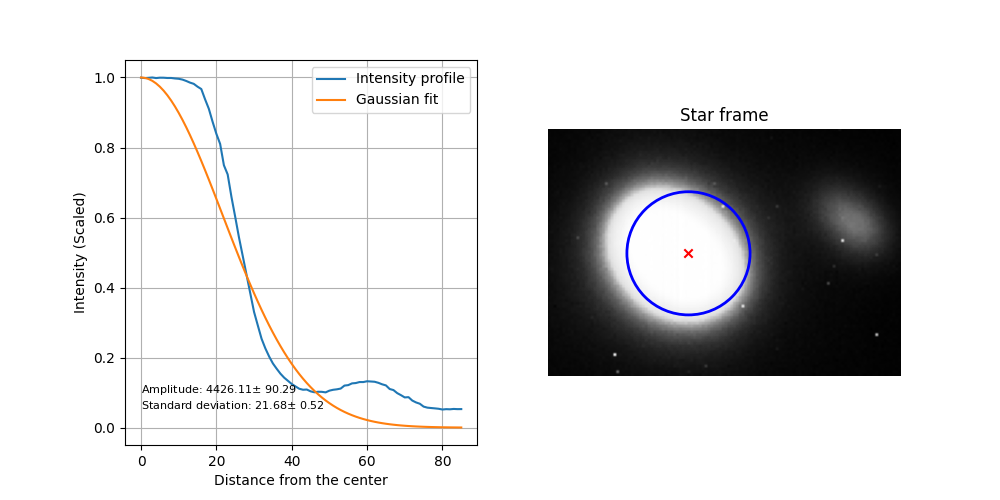 Intensity profile
Gaussian fit
1.0
0.8
0.6
0.4
0.2
0.0
Intensity (Scaled)
Amplitude: 4426.11± 90.29
Standard deviation: 21.68± 0.52
0 20 40 60 80
Distance from the center
Star frame